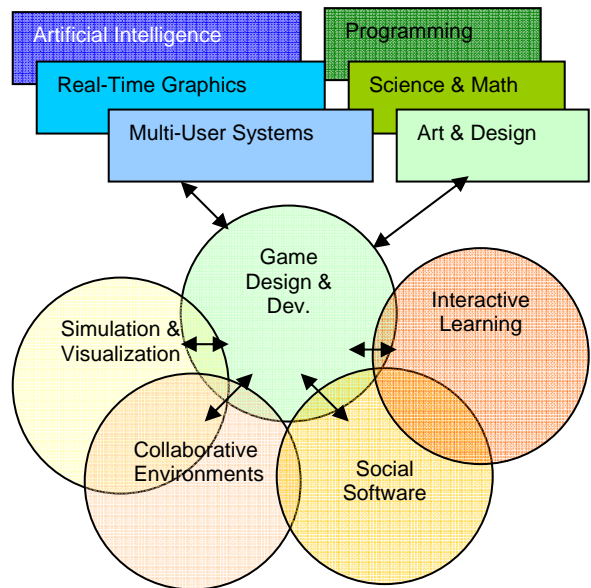 Artificial Intelligence
Programming
Real-Time Graphics
Science & Math
Multi-User Systems
Art & Design
Game
Design &
Dev.
Interactive
Learning
Simulation &
Visualization
Collaborative
Environments
Social
Software